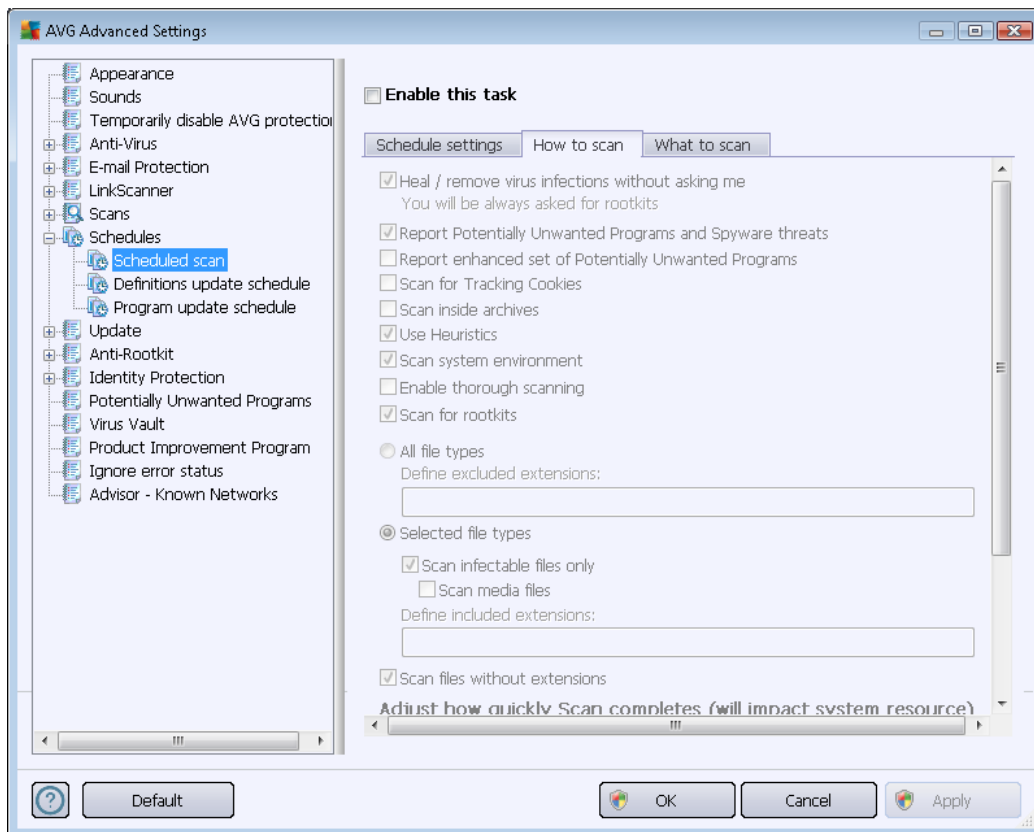 AVG Advanced Settings
Appearance
Sounds
Temporarily disable AVG protection
Anti-Virus
E-mail Protection
LinkScanner
Scans
Schedules
Scheduled scan
Definitions update schedule
Program update schedule
Update
Anti-Rootkit
Identity Protection
Potentially Unwanted Programs
Virus Vault
Product Improvement Program
Ignore error status
Advisor - Known Networks
Enable this task
Schedule settings
How to scan
What to scan
Heal / remove virus infections without asking me
You will be always asked for rootkits
Report Potentially Unwanted Programs and Spyware threats
Report enhanced set of Potentially Unwanted Programs
Scan for Tracking Cookies
Scan inside archives
Use Heuristics
Scan system environment
Enable thorough scanning
Scan for rootkits
All file types
Define excluded extensions:
Selected file types
Scan infectable files only
Scan media files
Define included extensions:
Scan files without extensions
Adjust how quickly Scan completes (will impact system resource)
?
Default
OK
Cancel
Apply